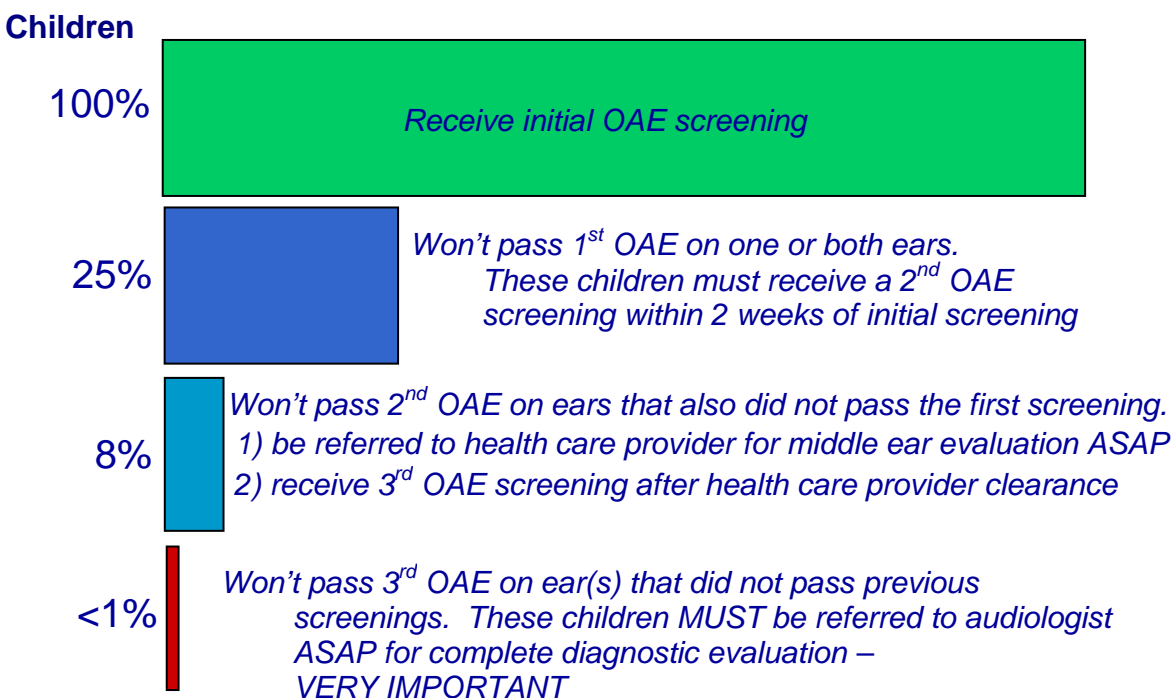 Children
100%
Receive initial OAE screening
25%
Won’t pass 1st OAE on one or both ears.
These children must receive a 2nd OAE
screening within 2 weeks of initial screening
8%
Won’t pass 2nd OAE on ears that also did not pass the first screening.
1) be referred to health care provider for middle ear evaluation ASAP
2) receive 3rd OAE screening after health care provider clearance
<1%
Won’t pass 3rd OAE on ear(s) that did not pass previous
screenings.  These children MUST be referred to audiologist
ASAP for complete diagnostic evaluation –
VERY IMPORTANT